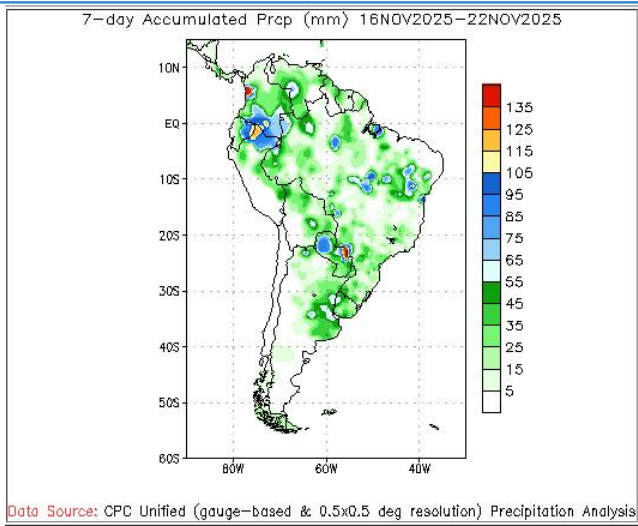 7-day Accumulated Prcp (mm) 16NOV2025-22NOV2025
10N
EQ
10S
20S
30S
40S
50S
60S
80W 60W 40W
135
125
115
105
95
85
75
65
55
45
35
25
15
5
Data Source: CPC Unified (gauge-based & 0.5x0.5 deg resolution) Precipitation Analysis